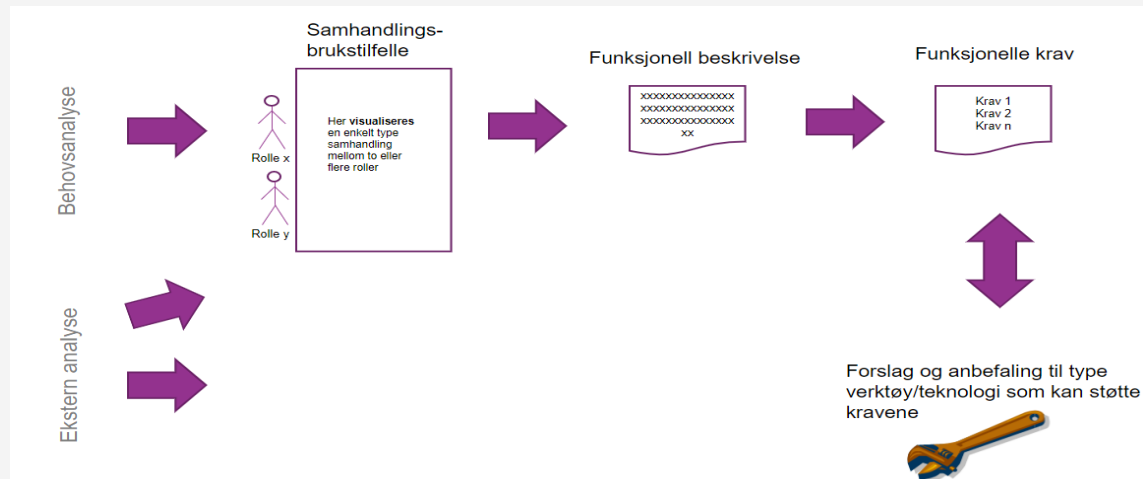 Behovsanalyse
Samhandlings-
brukstilfelle
Rolle x
Rolle y
Her visualiseres
en enkelt type
samhandling
mellom to eller
flere roller
Funksjonell beskrivelse
xxxxxxxxxxxxxxx
xxxxxxxxxxxxxxx
xxxxxxxxxxxxxxx
xx
Funksjonelle krav
Krav 1
Krav 2
Krav n
Ekstern analyse
Forslag og anbefaling til type
verktøy/teknologi som kan støtte
kravene